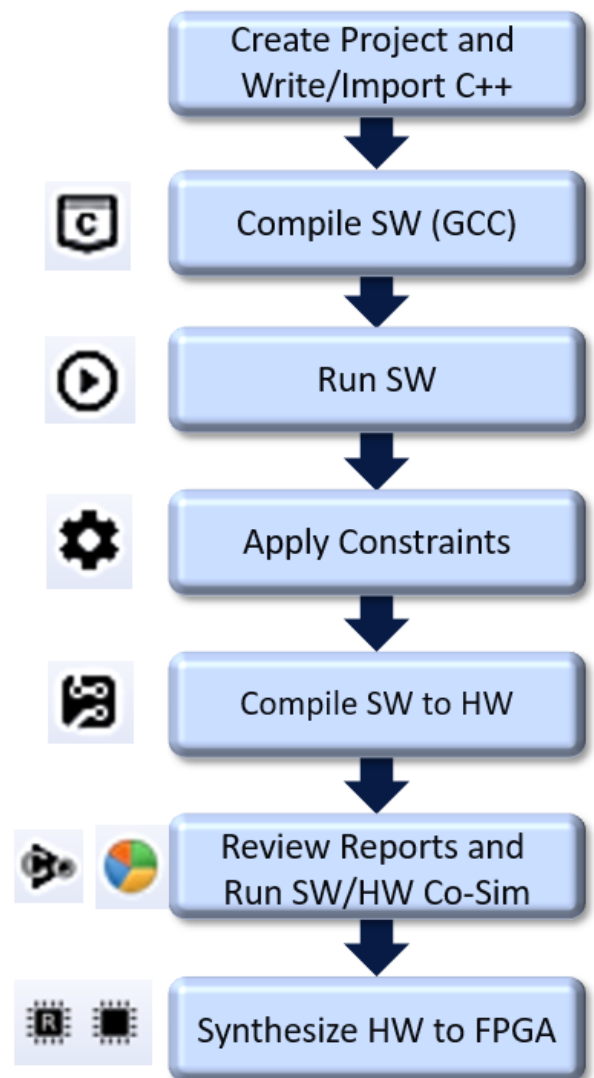 Create Project and
Write/Import C++
C
Compile SW (GCC)
Run SW
Apply Constraints
Compile SW to HW
Review Reports and
Run SW/HW Co-Sim
R
Synthesize HW to FPGA